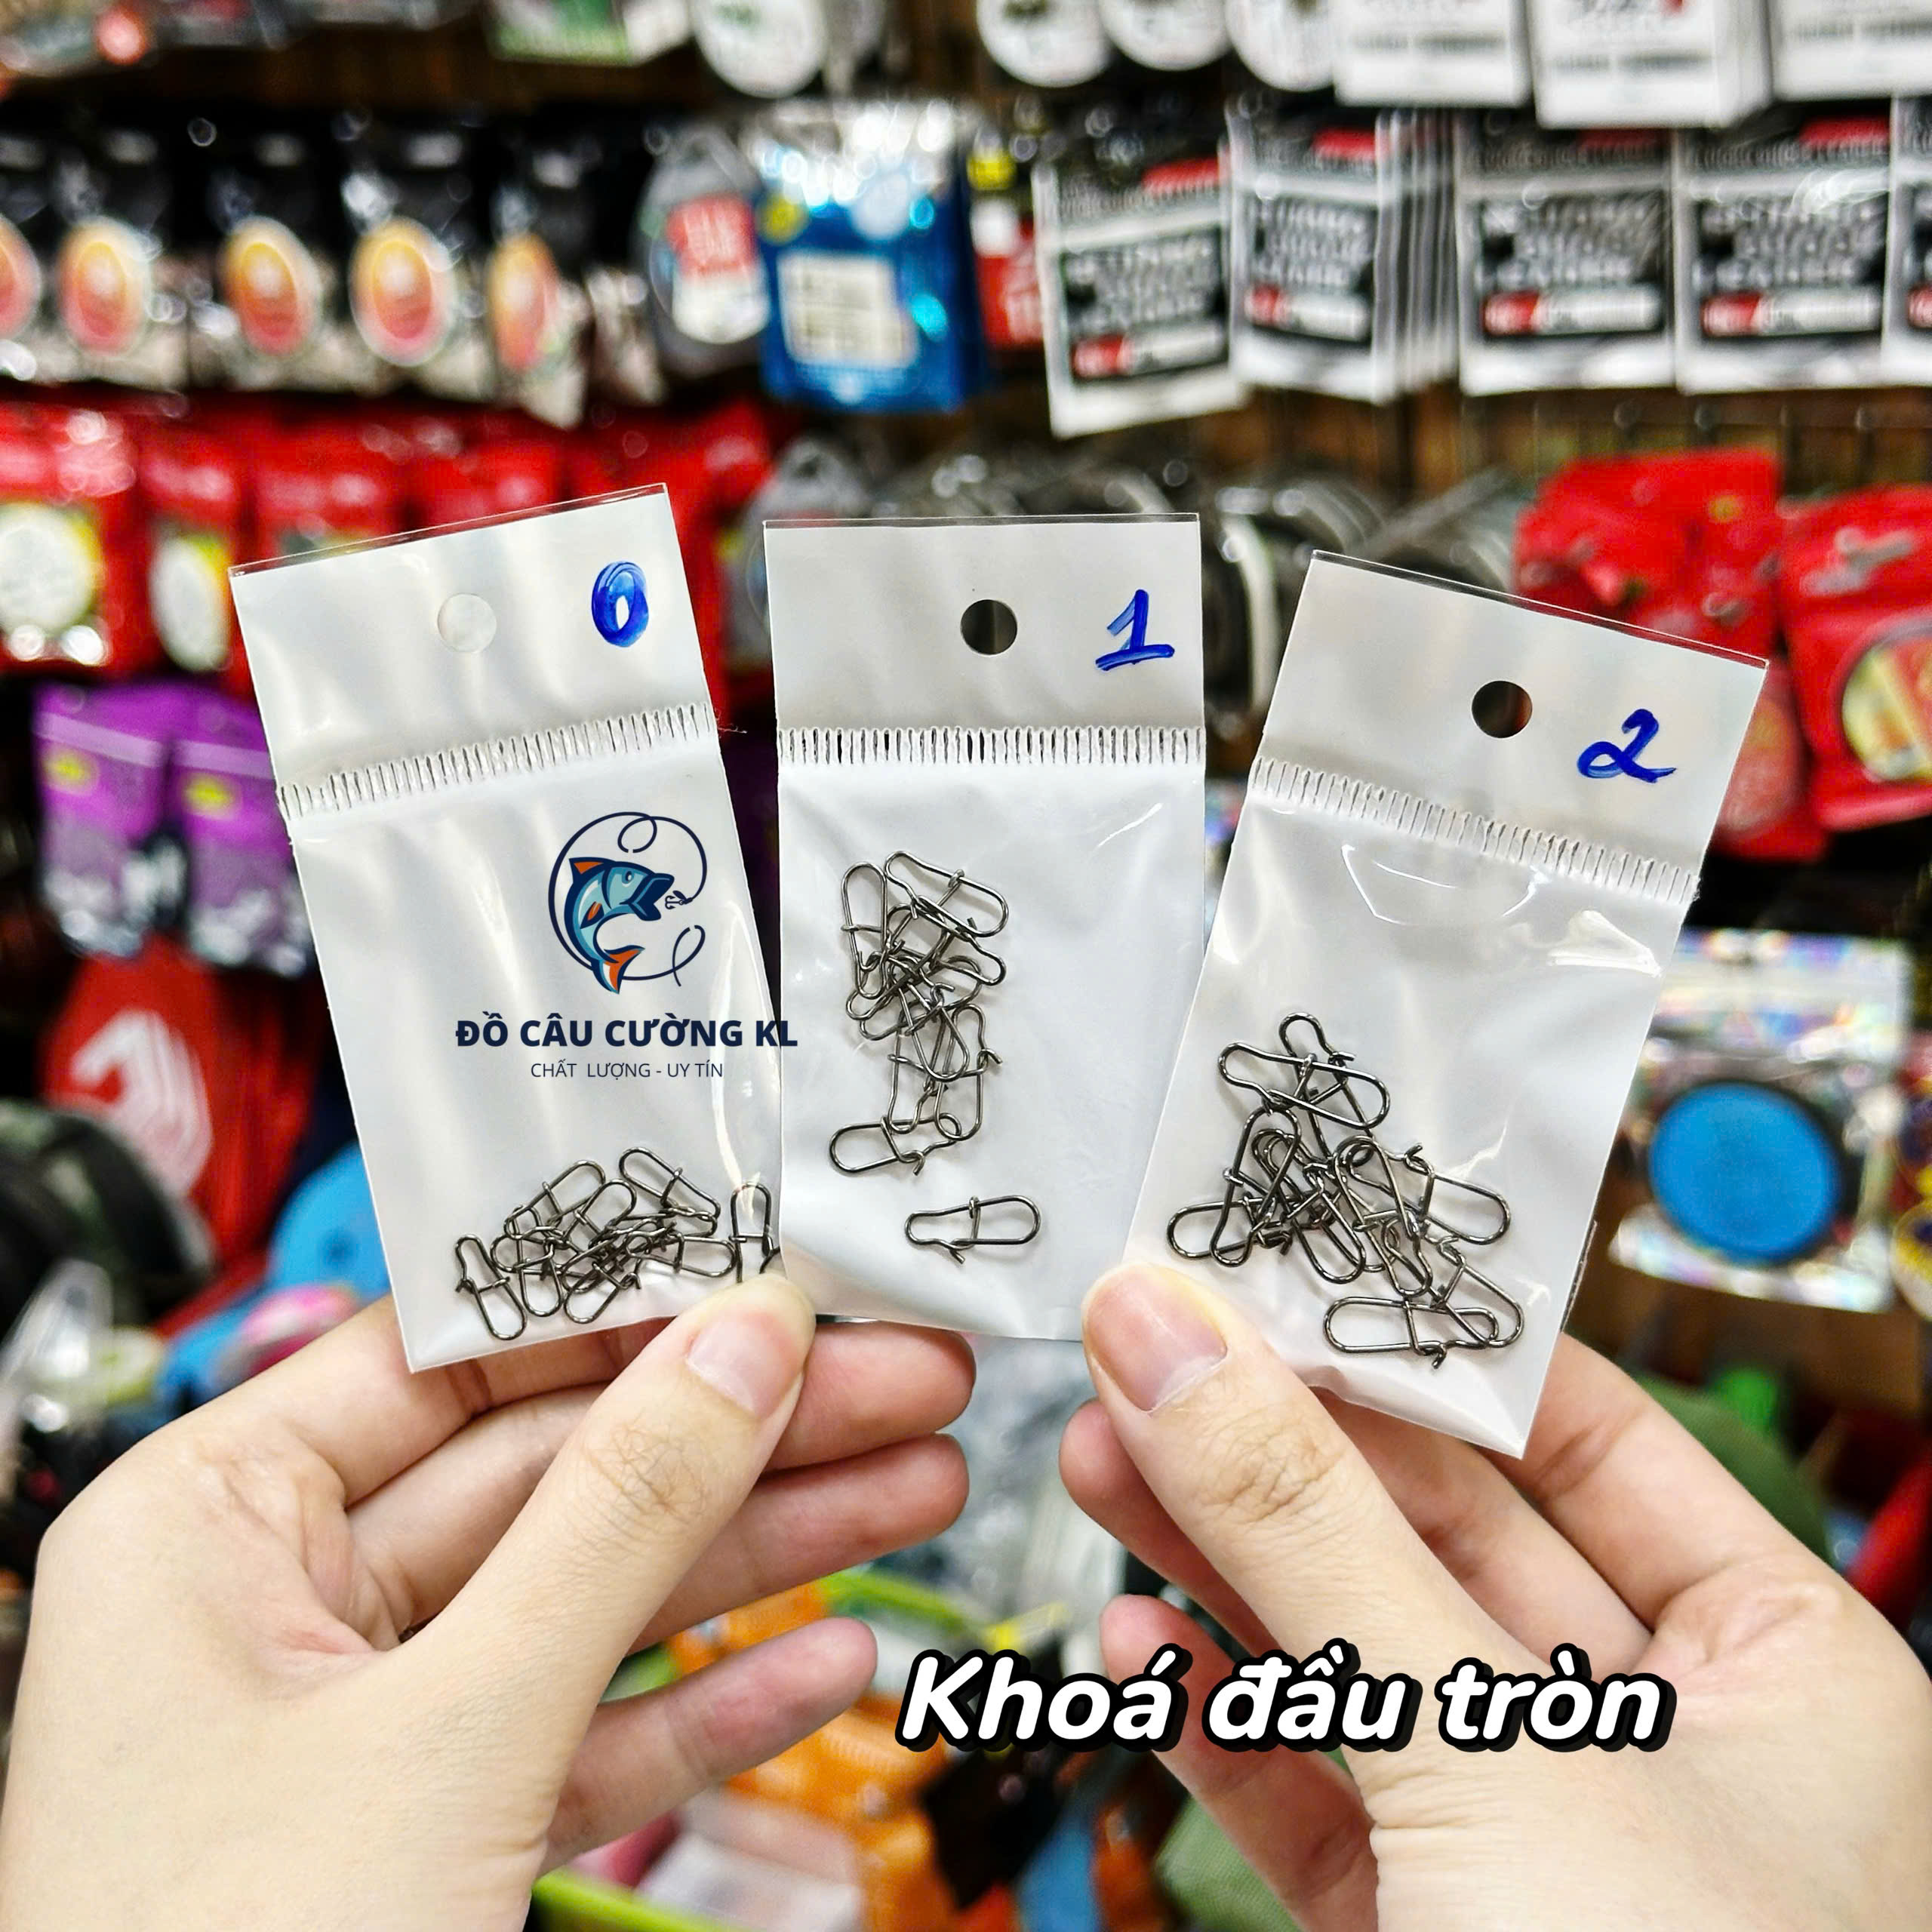 0
1
2
ĐỒ CÂU CƯỜNG KL
CHẤT LƯỢNG - UY TÍN
Khoá đầu tròn